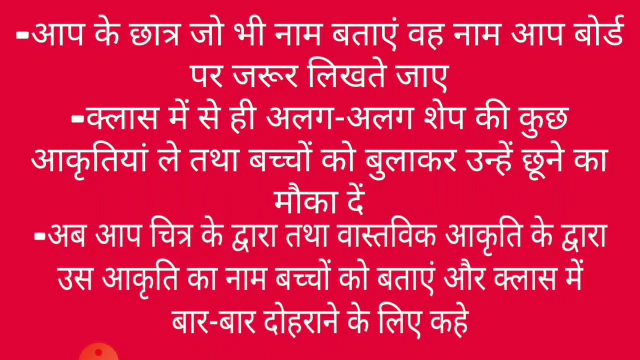 -आप के छात्र जो भी नाम बताएं वह नाम आप बोर्ड
पर जरूर लिखते जाए
-क्लास में से ही अलग-अलग शेप की कुछ
आकृतियां ले तथा बच्चों को बुलाकर उन्हें छूने का
मौका दें
-अब आप चित्र के द्वारा तथा वास्तविक आकृति के द्वारा
उस आकृति का नाम बच्चों को बताएं और क्लास में
बार-बार दोहराने के लिए कहे